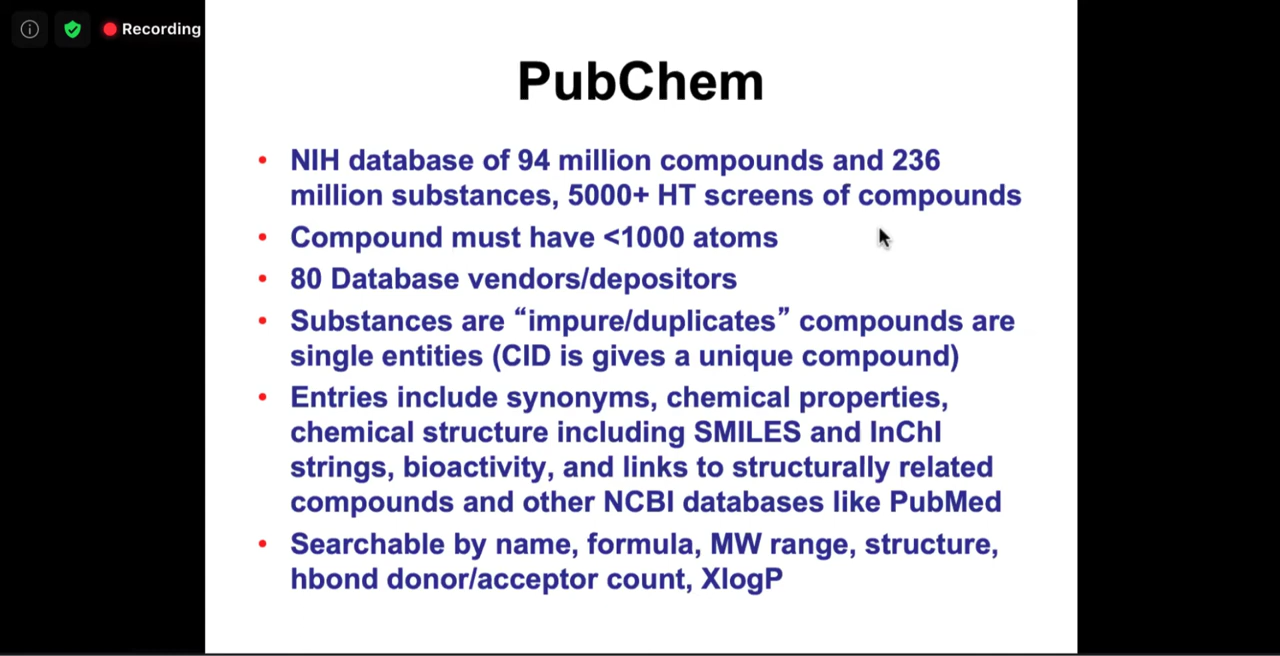 Recording
PubChem
• NIH database of 94 million compounds and 236
million substances, 5000+ HT screens of compounds
• Compound must have <1000 atoms
• 80 Database vendors/depositors
• Substances are “impure/duplicates” compounds are
single entities (CID is gives a unique compound)
• Entries include synonyms, chemical properties,
chemical structure including SMILES and InChI
strings, bioactivity, and links to structurally related
compounds and other NCBI databases like PubMed
• Searchable by name, formula, MW range, structure,
hbond donor/acceptor count, XlogP